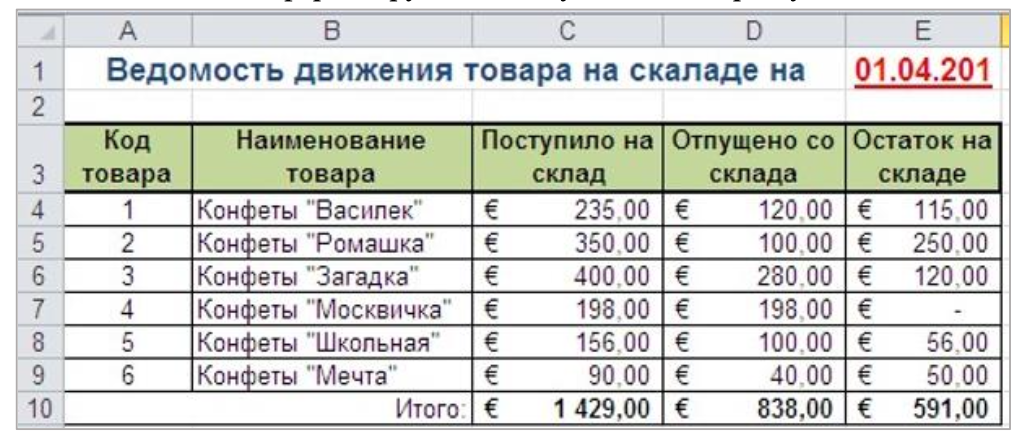 A B C D E
1 Ведомость движения товара на скаладе на 01.04.201
2
3 Код товара Наименование товара Поступило на склад Отпущено со склада Остаток на складе
4 1 Конфеты "Василек" € 235,00 € 120,00 € 115,00
5 2 Конфеты "Ромашка" € 350,00 € 100,00 € 250,00
6 3 Конфеты "Загадка" € 400,00 € 280,00 € 120,00
7 4 Конфеты "Москвичка" € 198,00 € 198,00 € -
8 5 Конфеты "Школьная" € 156,00 € 100,00 € 56,00
9 6 Конфеты "Мечта" € 90,00 € 40,00 € 50,00
10 Итого: € 1 429,00 € 838,00 € 591,00